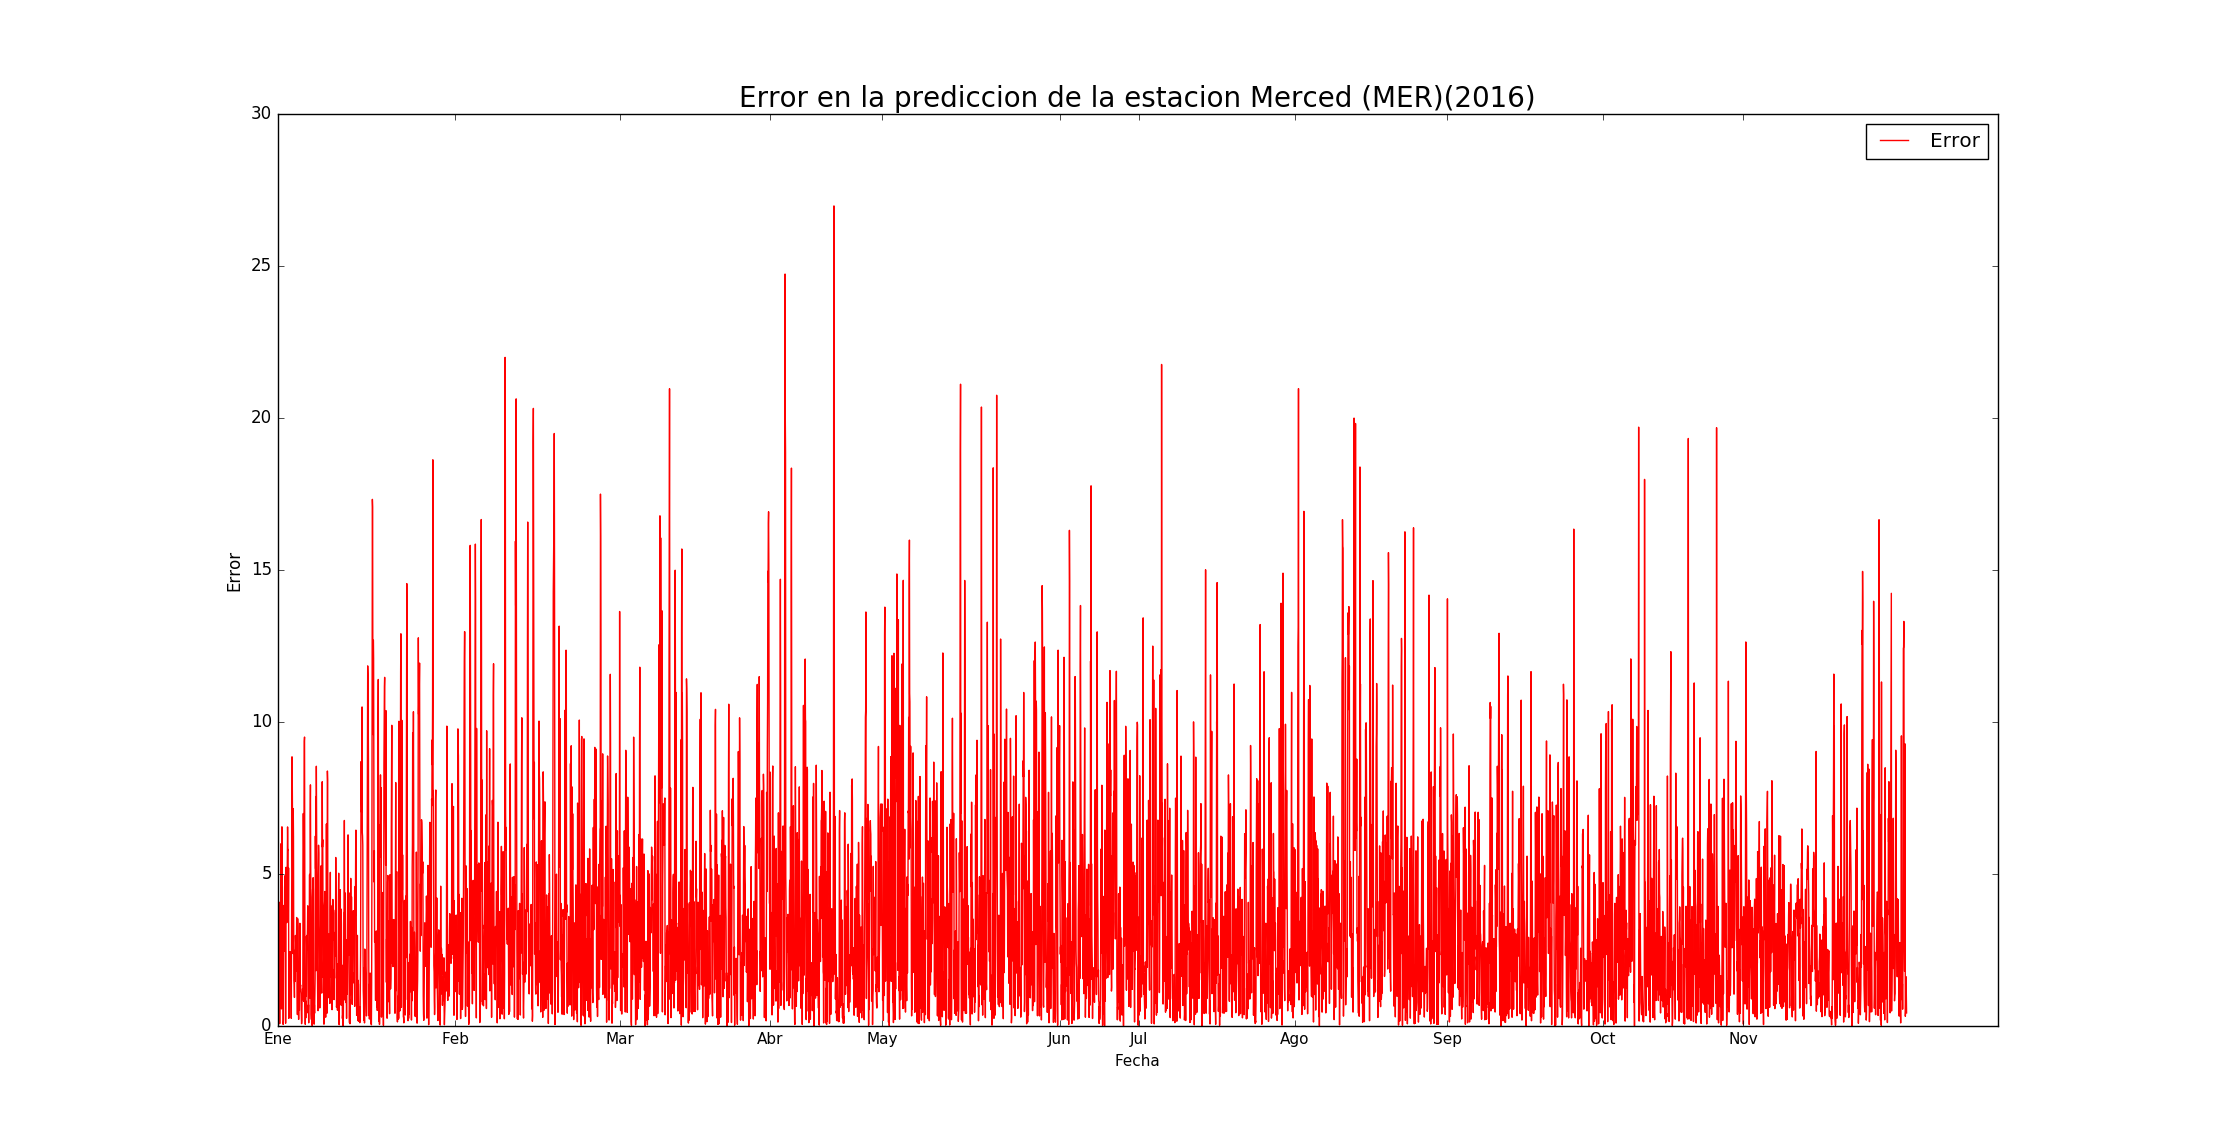 Error en la prediccion de la estacion Merced (MER)(2016)
Error
30
25
20
15
10
5
0
Error
Ene Feb Mar Abr May Jun Jul Ago Sep Oct Nov
Fecha